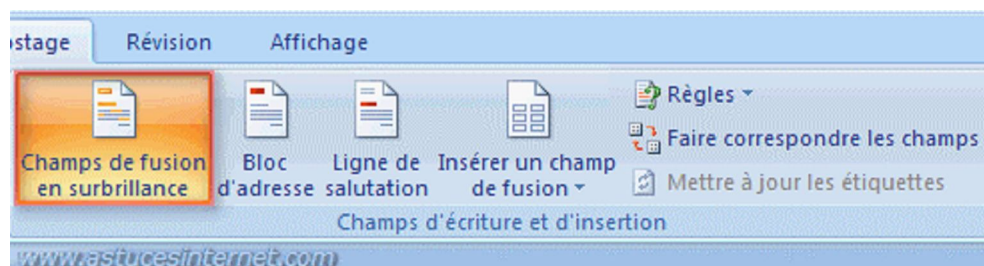 ostage Révision Affichage
Champs de fusion en surbrillance
Bloc d'adresse
Ligne de salutation
Insérer un champ de fusion
Règles
Faire correspondre les champs
Mettre à jour les étiquettes
Champs d'écriture et d'insertion
www.astucesinternet.com